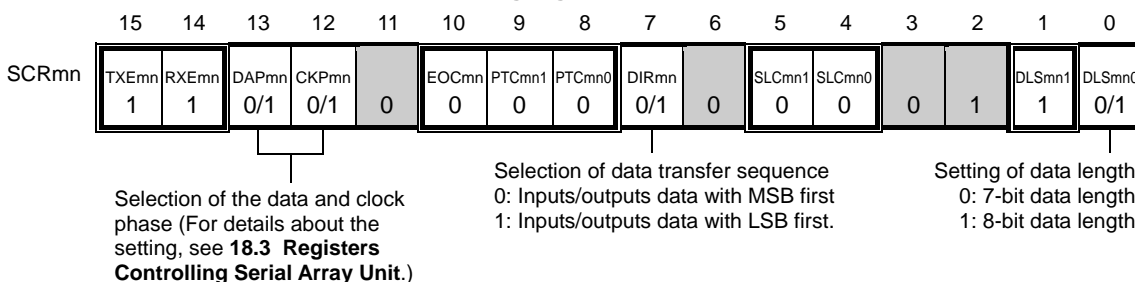 15 14 13 12 11 10 9 8 7 6 5 4 3 2 1 0
SCRmn
TXEmn RXEmn DAPmn CKPmn EOCmn PTCmn1 PTCmn0 DIRmn SLCmn1 SLCmn0 DLSmn1 DLSmn0
1 1 0/1 0/1 0 0 0 0 0/1 0 0 0 0 1 1 0/1
Selection of the data and clock
phase (For details about the
setting, see 18.3 Registers
Controlling Serial Array Unit.)
Selection of data transfer sequence
0: Inputs/outputs data with MSB first
1: Inputs/outputs data with LSB first.
Setting of data length
0: 7-bit data length
1: 8-bit data length